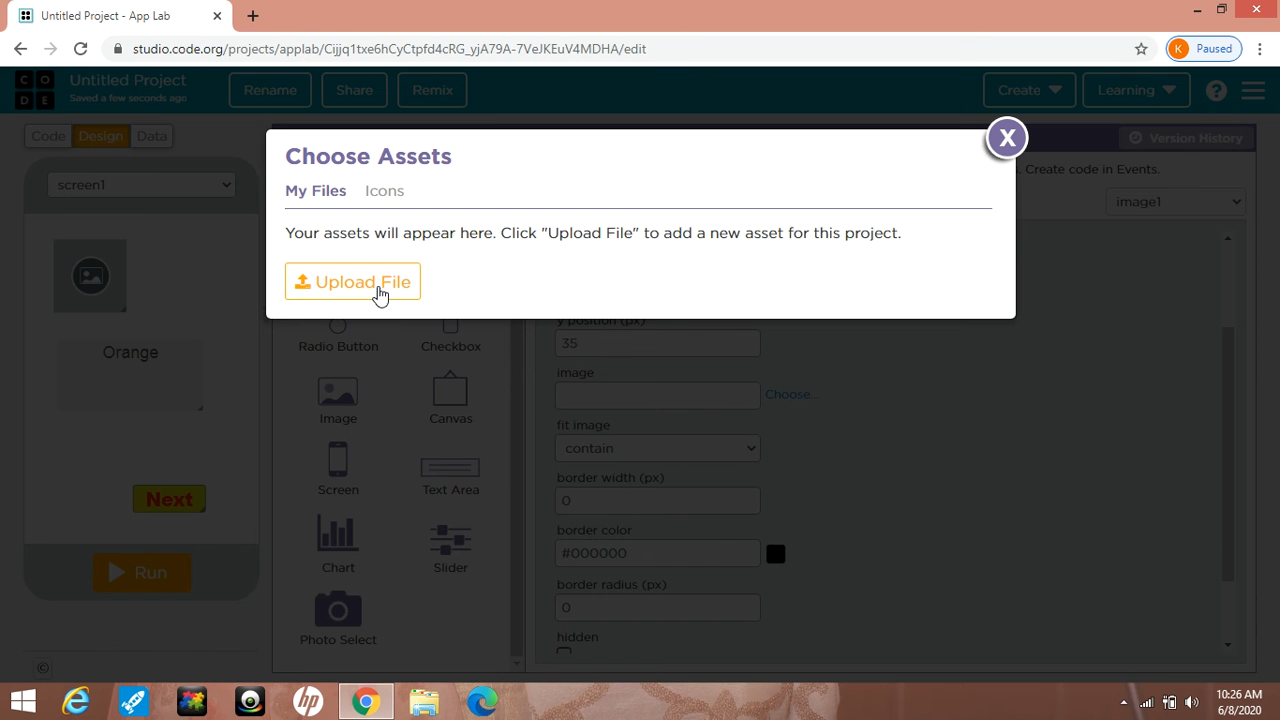 Untitled Project - App Lab
studio.code.org/projects/applab/Cijjq1txe6hCyCtpfd4cRG_yjA79A-7VeJKEuV4MDHA/edit
K Paused
CO
DE
Untitled Project
Saved a few seconds ago
Rename
Share
Remix
Create
Learning
?
Code
Design
Data
Version History
Choose Assets
X
. Create code in Events.
My Files
Icons
screen1
image1
Your assets will appear here. Click "Upload File" to add a new asset for this project.
Upload File
Orange
Next
Run
Radio Button
Checkbox
Image
Canvas
Screen
Text Area
Chart
Slider
Photo Select
y position (px)
35
image
Choose...
fit image
contain
border width (px)
0
border color
#000000
border radius (px)
0
hidden
©
hp
10:26 AM
6/8/2020